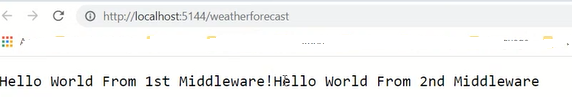 http://localhost:5144/weatherforecast
Hello World From 1st Middleware!Hello World From 2nd Middleware